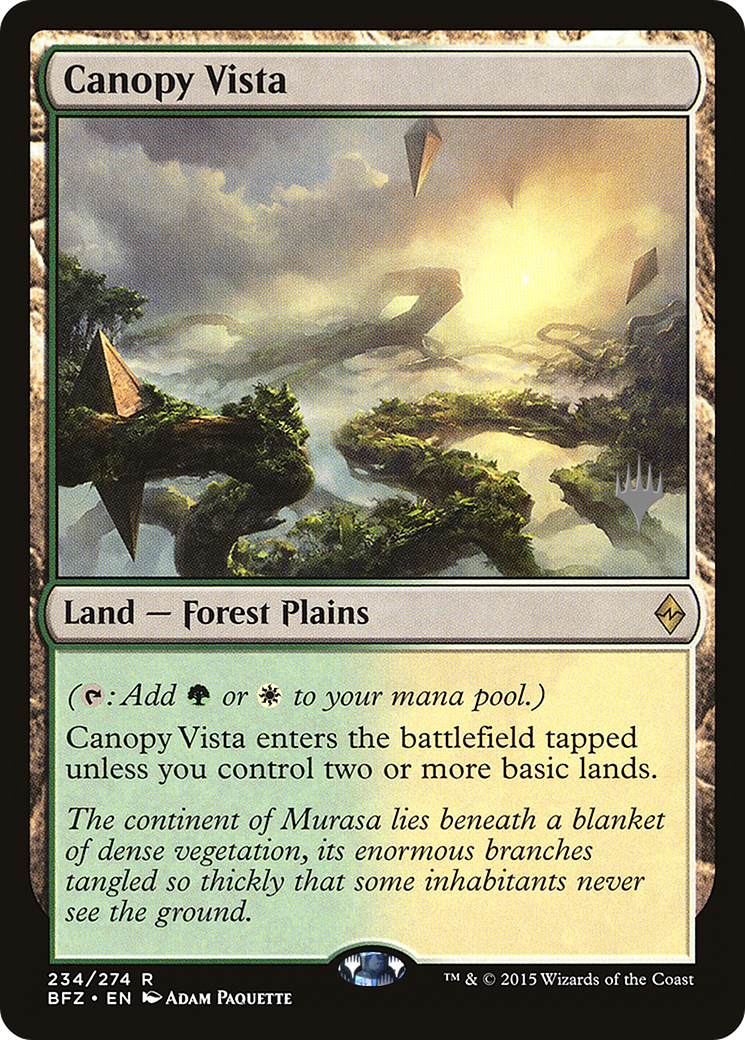 Canopy Vista
Land — Forest Plains
(: Add or to your mana pool.)
Canopy Vista enters the battlefield tapped
unless you control two or more basic lands.
The continent of Murasa lies beneath a blanket
of dense vegetation, its enormous branches
tangled so thickly that some inhabitants never
see the ground.
234/274 R
BFZ • EN Adam Paquette
™ & © 2015 Wizards of the Coast